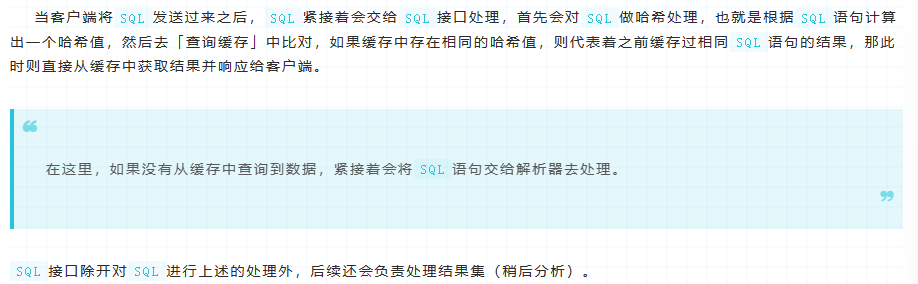 当客户端将 SQL 发送过来之后， SQL 紧接着会交给 SQL 接口处理，首先会对 SQL 做哈希处理，也就是根据 SQL 语句计算
出一个哈希值，然后去「查询缓存」中比对，如果缓存中存在相同的哈希值，则代表着之前缓存过相同 SQL 语句的结果，那此
时则直接从缓存中获取结果并响应给客户端。
❝
在这里，如果没有从缓存中查询到数据，紧接着会将 SQL 语句交给解析器去处理。
❞
SQL 接口除开对 SQL 进行上述的处理外，后续还会负责处理结果集（稍后分析）。